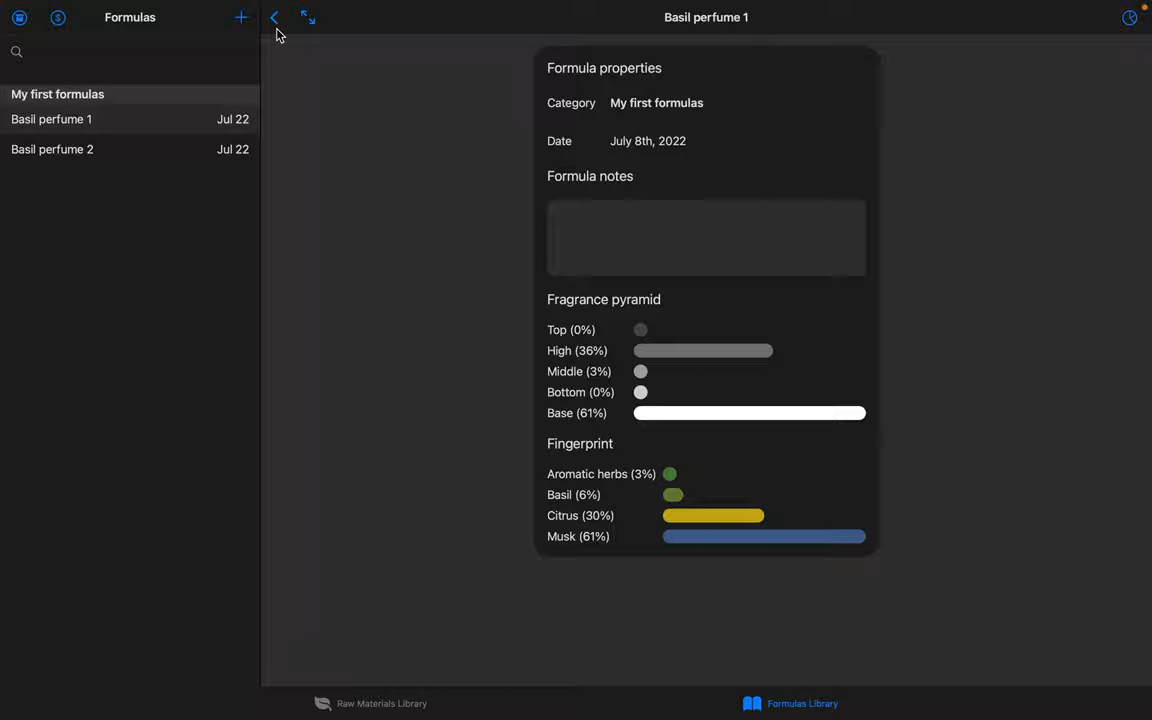 Formulas
Basil perfume 1
My first formulas
Basil perfume 1 Jul 22
Basil perfume 2 Jul 22
Formula properties
Category My first formulas
Date July 8th, 2022
Formula notes
Fragrance pyramid
Top (0%)
High (36%)
Middle (3%)
Bottom (0%)
Base (61%)
Fingerprint
Aromatic herbs (3%)
Basil (6%)
Citrus (30%)
Musk (61%)
Raw Materials Library
Formulas Library